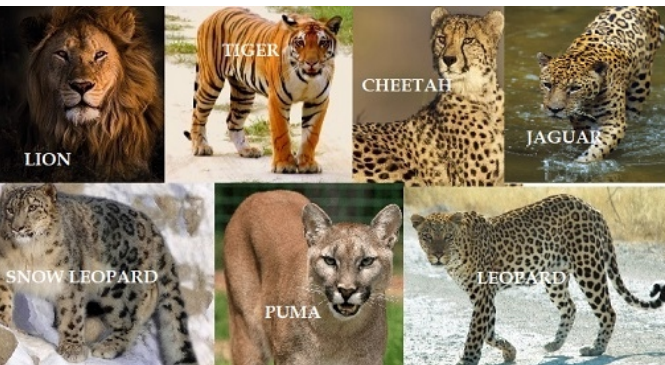 LION
TIGER
CHEETAH
JAGUAR
SNOW LEOPARD
PUMA
LEOPARD